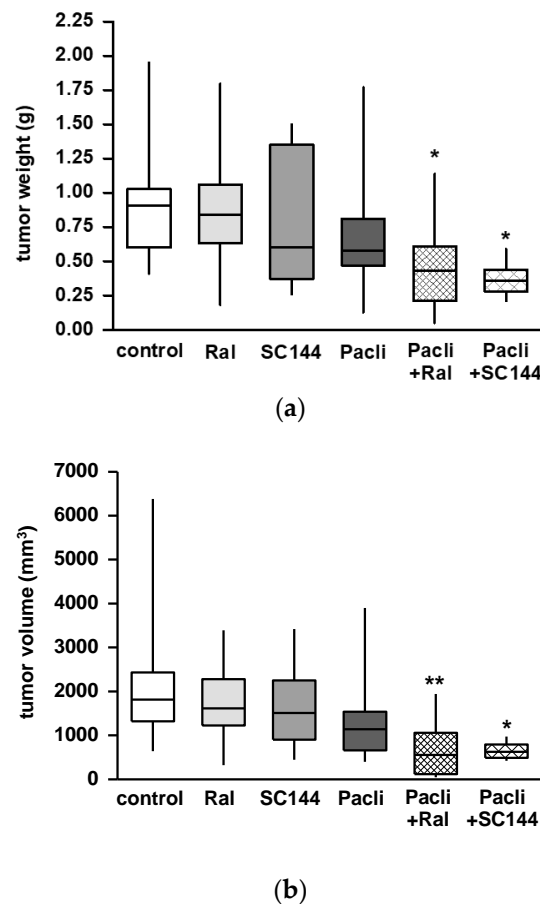 2.25
2.00
1.75
1.50
1.25
1.00
0.75
0.50
0.25
0.00
tumor weight (g)
*
*
control Ral SC144 Pacli Pacli Pacli
+Ral +SC144
(a)
7000
6000
5000
4000
3000
2000
1000
0
tumor volume (mm³)
**
*
control Ral SC144 Pacli Pacli Pacli
+Ral +SC144
(b)